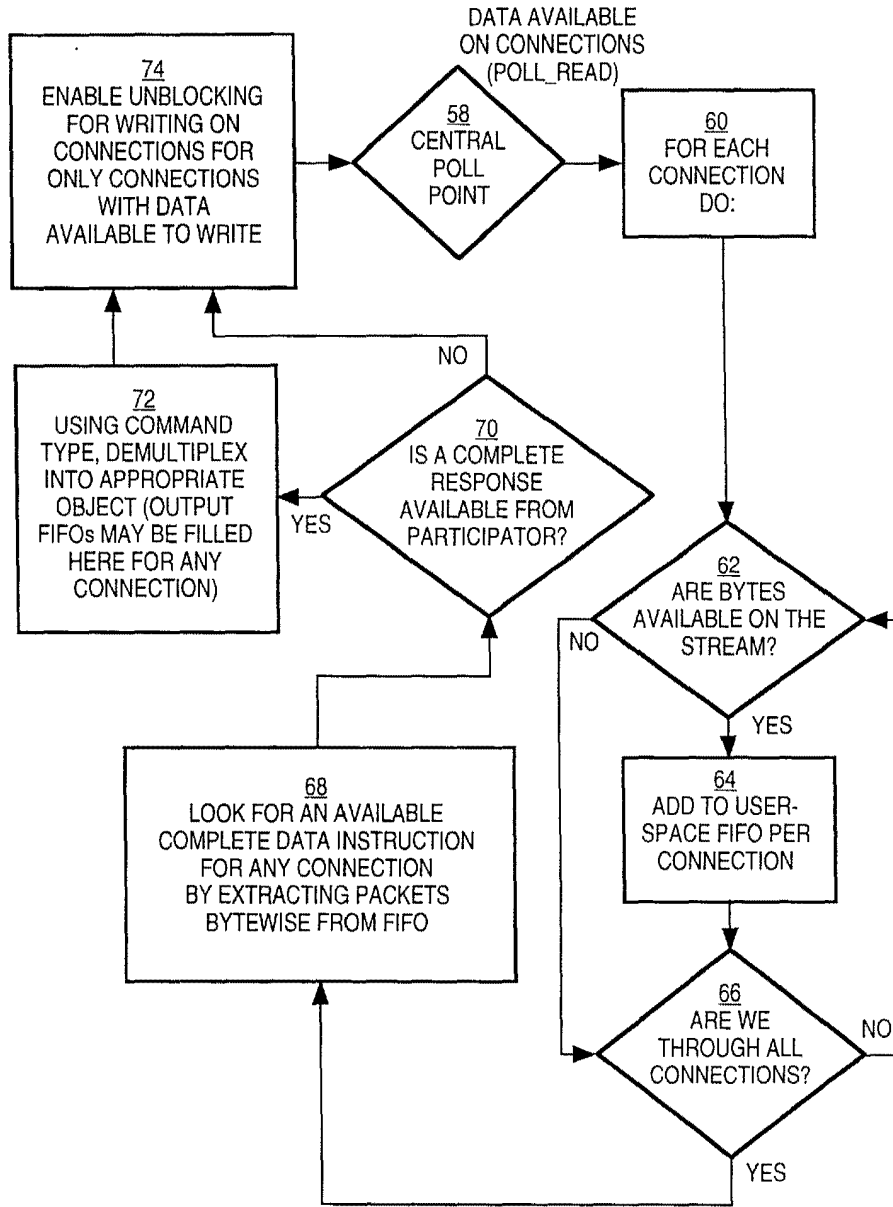 DATA AVAILABLE
ON CONNECTIONS
(POLL_READ)
74
ENABLE UNBLOCKING
FOR WRITING ON
CONNECTIONS FOR
ONLY CONNECTIONS
WITH DATA
AVAILABLE TO WRITE
58
CENTRAL
POLL
POINT
60
FOR EACH
CONNECTION
DO:
NO
72
USING COMMAND
TYPE, DEMULTIPLEX
INTO APPROPRIATE
OBJECT (OUTPUT
FIFOs MAY BE FILLED
HERE FOR ANY
CONNECTION)
YES
70
IS A COMPLETE
RESPONSE
AVAILABLE FROM
PARTICIPATOR?
62
ARE BYTES
AVAILABLE ON THE
STREAM?
NO
YES
64
ADD TO USER-
SPACE FIFO PER
CONNECTION
68
LOOK FOR AN AVAILABLE
COMPLETE DATA INSTRUCTION
FOR ANY CONNECTION
BY EXTRACTING PACKETS
BYTEWISE FROM FIFO
66
ARE WE
THROUGH ALL
CONNECTIONS?
NO
YES